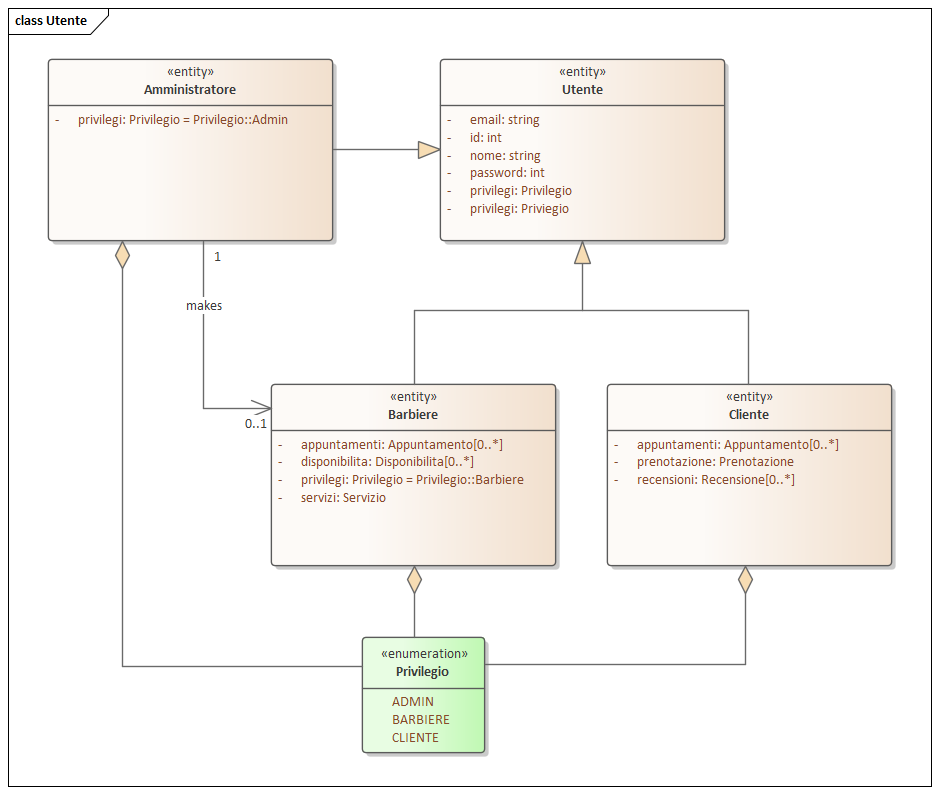 class Utente
«entity»
Amministratore
- privilegi: Privilegio = Privilegio::Admin
«entity»
Utente
- email: string
- id: int
- nome: string
- password: int
- privilegi: Privilegio
- privilegi: Priviegio
1
makes
0..1
«entity»
Barbiere
- appuntamenti: Appuntamento[0..*]
- disponibilita: Disponibilita[0..*]
- privilegi: Privilegio = Privilegio::Barbiere
- servizi: Servizio
«entity»
Cliente
- appuntamenti: Appuntamento[0..*]
- prenotazione: Prenotazione
- recensioni: Recensione[0..*]
«enumeration»
Privilegio
ADMIN
BARBIERE
CLIENTE